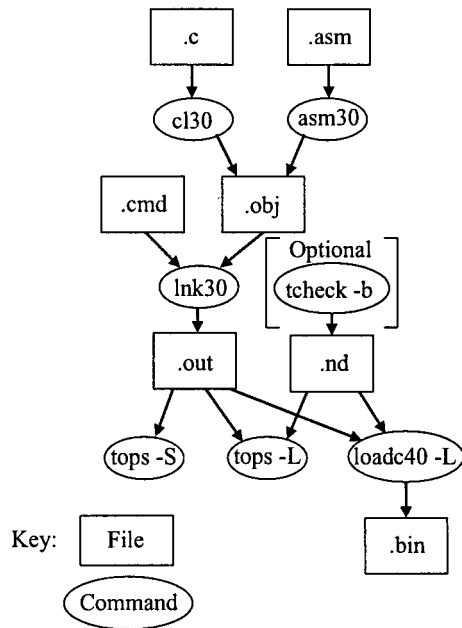 .c .asm
cl30 asm30
.cmd .obj
Optional
lnk30 tcheck -b
.out .nd
tops -S tops -L loadc40 -L
Key: File .bin
Command